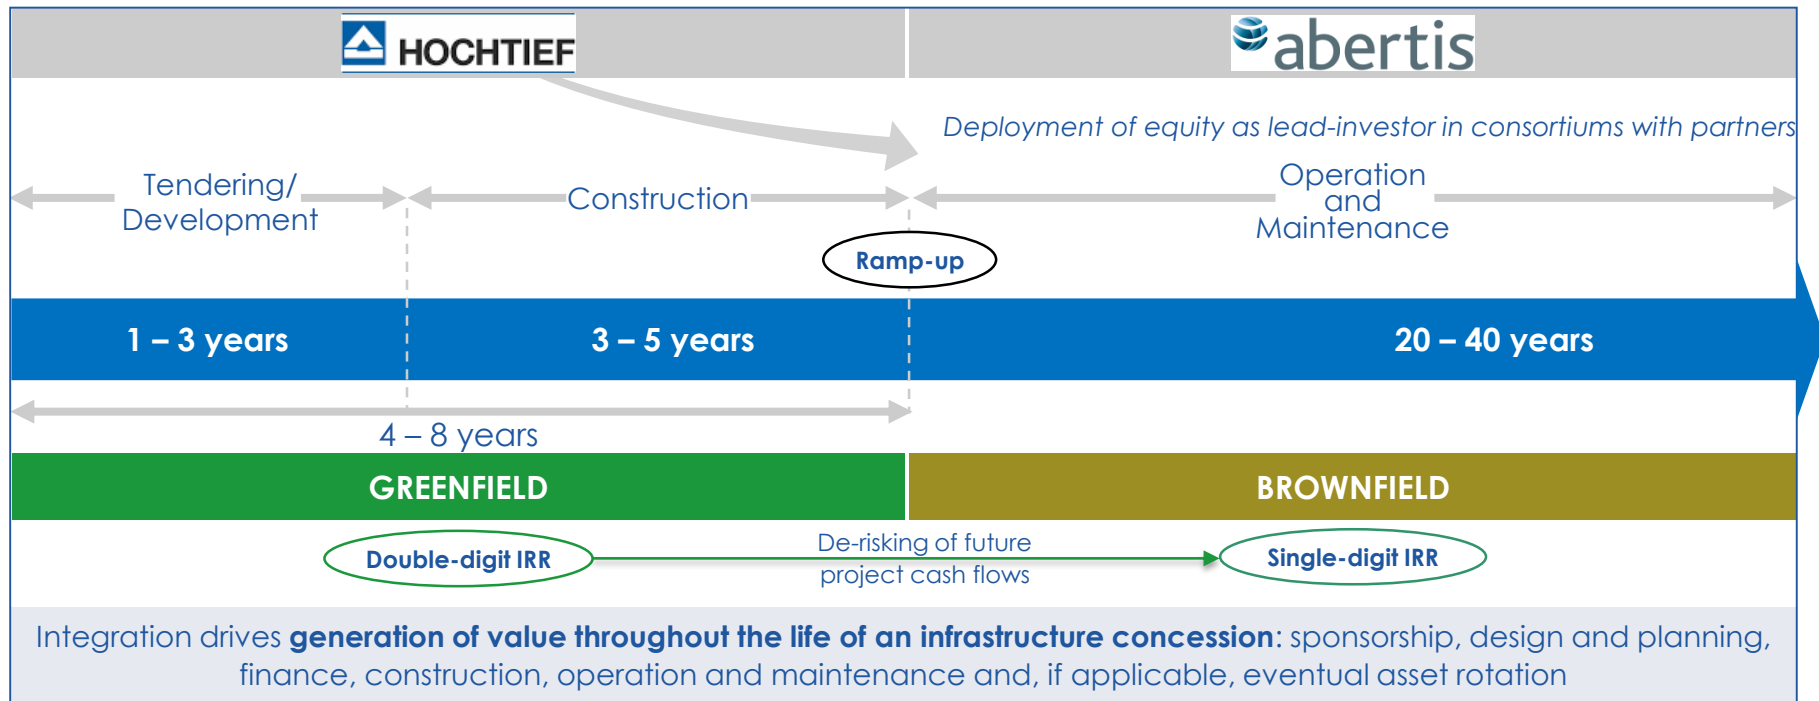 HOCHTIEF
abertis
Deployment of equity as lead-investor in consortiums with partners
Tendering/
Development
Construction
Operation
and
Maintenance
Ramp-up
1 – 3 years
3 – 5 years
20 – 40 years
4 – 8 years
GREENFIELD
BROWNFIELD
Double-digit IRR
De-risking of future
project cash flows
Single-digit IRR
Integration drives generation of value throughout the life of an infrastructure concession: sponsorship, design and planning,
finance, construction, operation and maintenance and, if applicable, eventual asset rotation